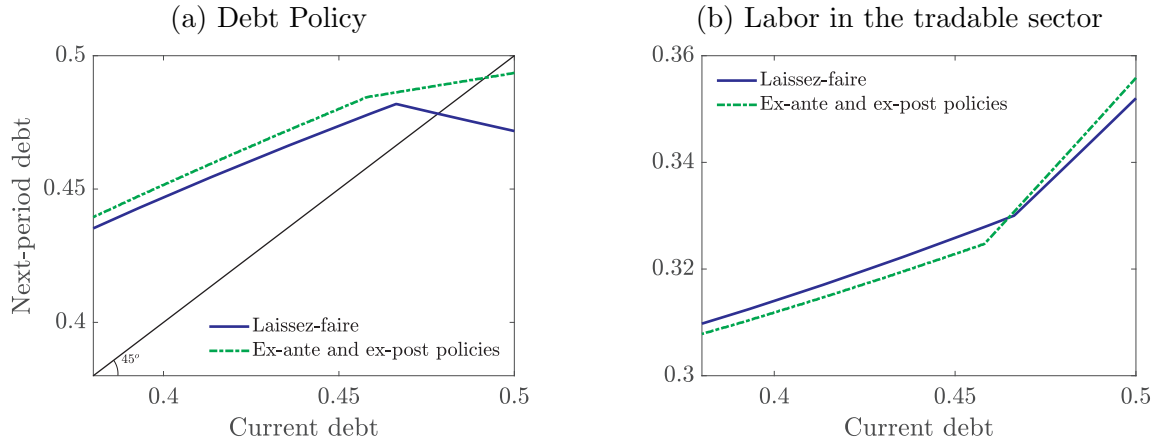 (a) Debt Policy
0.5
0.45
0.4
Next-period debt
45º
Laissez-faire
Ex-ante and ex-post policies
0.4
0.45
0.5
Current debt
(b) Labor in the tradable sector
0.36
0.34
0.32
0.3
Laissez-faire
Ex-ante and ex-post policies
0.4
0.45
0.5
Current debt